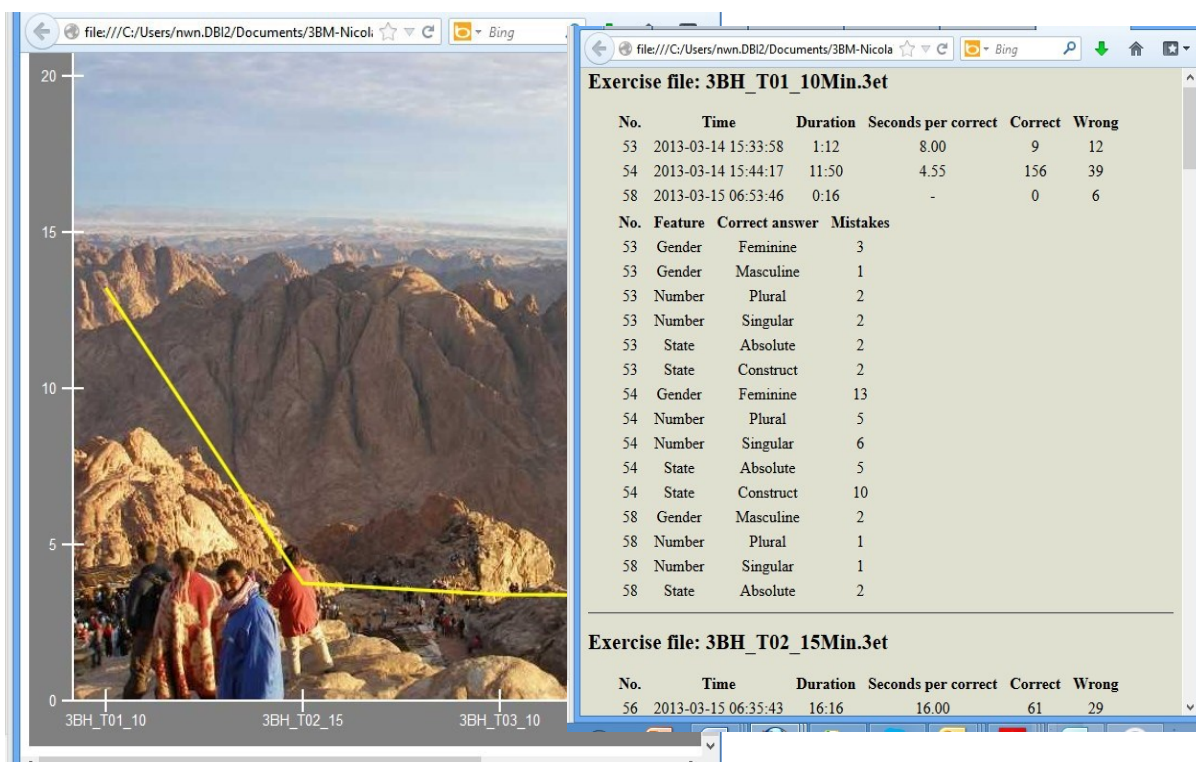 file:///C:/Users/nwn.DBI2/Documents/3BM-Nicol
Bing
20
15
10
5
0
3BH_T01_10 3BH_T02_15 3BH_T03_10
file:///C:/Users/nwn.DBI2/Documents/3BM-Nicola
Bing
Exercise file: 3BH_T01_10Min.3et
No. Time Duration Seconds per correct Correct Wrong
53 2013-03-14 15:33:58 1:12 8.00 9 12
54 2013-03-14 15:44:17 11:50 4.55 156 39
58 2013-03-15 06:53:46 0:16 - 0 6
No. Feature Correct answer Mistakes
53 Gender Feminine 3
53 Gender Masculine 1
53 Number Plural 2
53 Number Singular 2
53 State Absolute 2
53 State Construct 2
54 Gender Feminine 13
54 Number Plural 5
54 Number Singular 6
54 State Absolute 5
54 State Construct 10
58 Gender Masculine 2
58 Number Plural 1
58 Number Singular 1
58 State Absolute 2
Exercise file: 3BH_T02_15Min.3et
No. Time Duration Seconds per correct Correct Wrong
56 2013-03-15 06:35:43 16:16 16.00 61 29